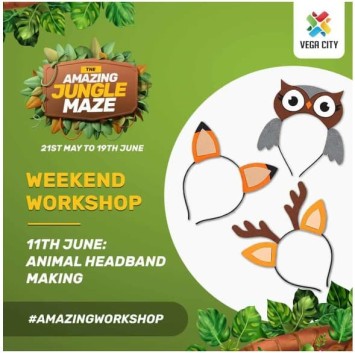 VEGA CITY
THE
AMAZING
JUNGLE
MAZE
21ST MAY TO 19TH JUNE
WEEKEND
WORKSHOP
11TH JUNE:
ANIMAL HEADBAND
MAKING
#AMAZINGWORKSHOP